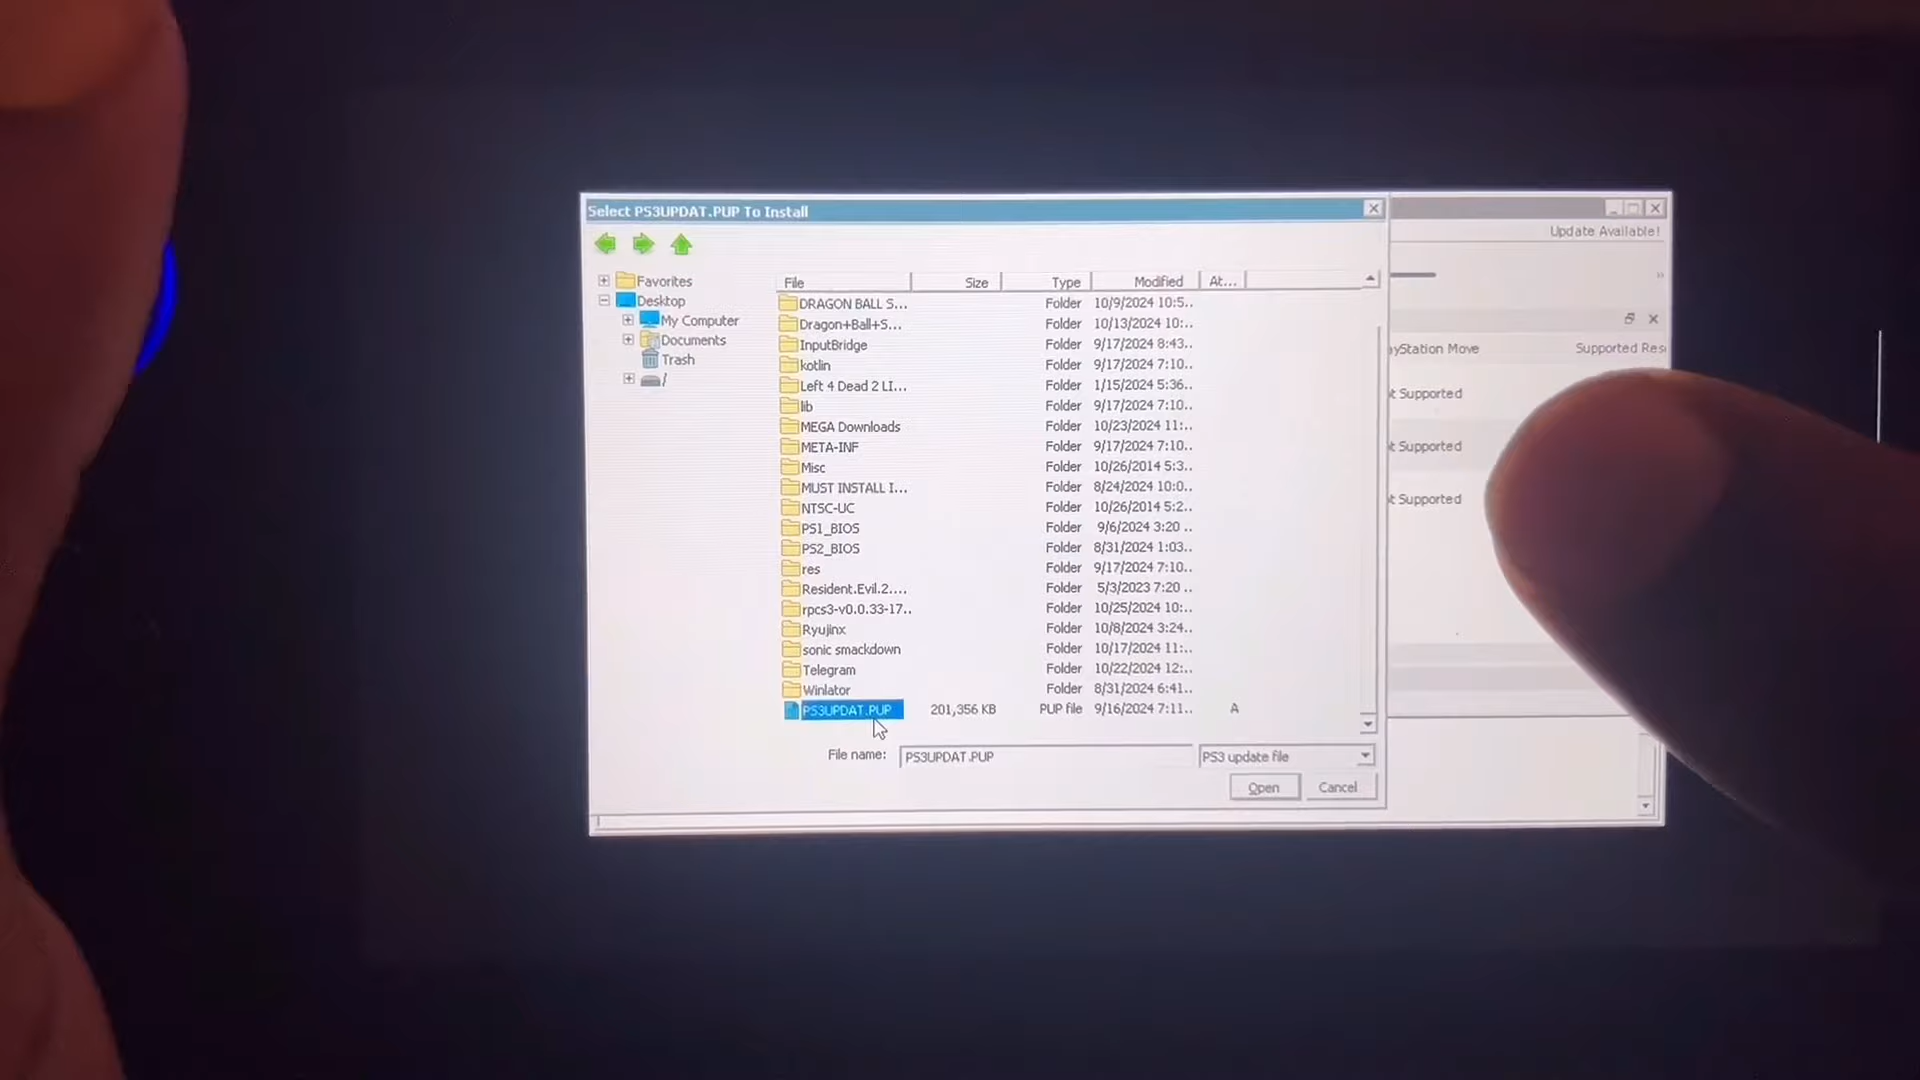 Select PS3UPDAT.PUP To Install
Update Available!
Favorites
Desktop
My Computer
Documents
Trash
/
File Size Type Modified At...
DRAGON BALL S... Folder 10/9/2024 10:5..
Dragon+Ball+S... Folder 10/13/2024 10:..
InputBridge Folder 9/17/2024 8:43..
kotlin Folder 9/17/2024 7:10..
Left 4 Dead 2 LI... Folder 1/15/2024 5:36..
lib Folder 9/17/2024 7:10..
MEGA Downloads Folder 10/23/2024 11:..
META-INF Folder 9/17/2024 7:10..
Misc Folder 10/26/2014 5:3..
MUST INSTALL I... Folder 8/24/2024 10:0..
NTSC-UC Folder 10/26/2014 5:2..
PS1_BIOS Folder 9/6/2024 3:20 ..
PS2_BIOS Folder 8/31/2024 1:03..
res Folder 9/17/2024 7:10..
Resident.Evil.2.... Folder 5/3/2023 7:20 ..
rpcs3-v0.0.33-17.. Folder 10/25/2024 10:..
Ryujinx Folder 10/8/2024 3:24..
sonic smackdown Folder 10/17/2024 11:..
Telegram Folder 10/22/2024 12:..
Winlator Folder 8/31/2024 6:41..
PS3UPDAT.PUP 201,356 KB PUP file 9/16/2024 7:11.. A
File name: PS3UPDAT.PUP PS3 update file
Open Cancel
ayStation Move Supported Res
t Supported
t Supported
t Supported